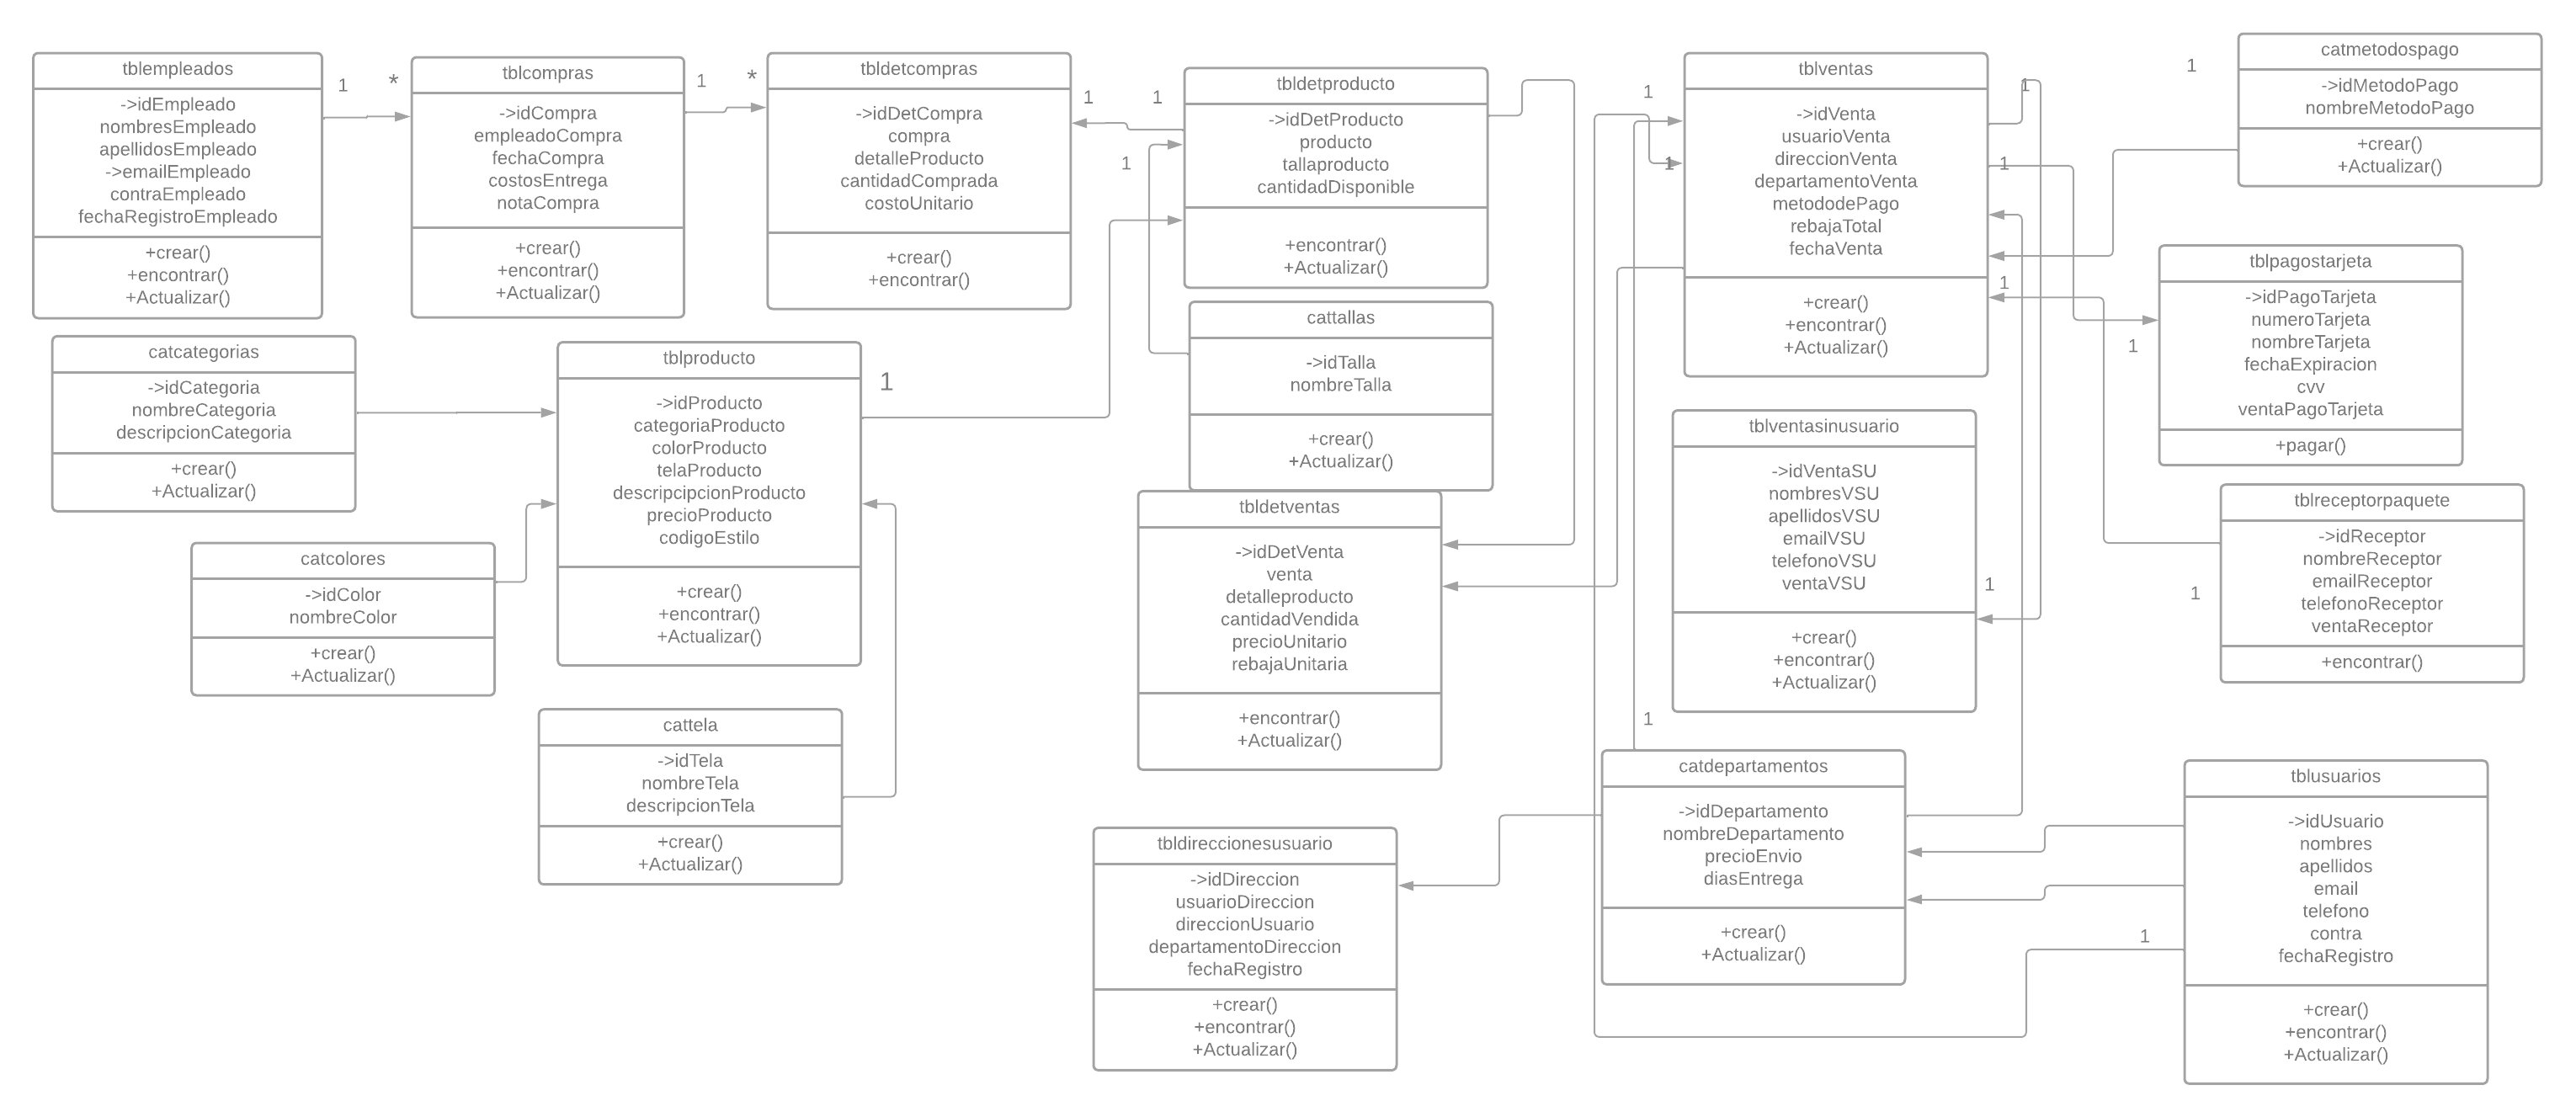 tblempleados
->idEmpleado
nombresEmpleado
apellidosEmpleado
->emailEmpleado
contraEmpleado
fechaRegistroEmpleado
+crear()
+encontrar()
+Actualizar()
1
*
tblcompras
->idCompra
empleadoCompra
fechaCompra
costosEntrega
notaCompra
+crear()
+encontrar()
+Actualizar()
1
*
tbldetcompras
->idDetCompra
compra
detalleProducto
cantidadComprada
costoUnitario
+crear()
+encontrar()
1
1
1
tbldetproducto
->idDetProducto
producto
tallaproducto
cantidadDisponible
+encontrar()
+Actualizar()
1
1
tblventas
->idVenta
usuarioVenta
direccionVenta
departamentoVenta
metododePago
rebajaTotal
fechaVenta
+crear()
+encontrar()
+Actualizar()
1
1
1
1
catmetodospago
->idMetodoPago
nombreMetodoPago
+crear()
+Actualizar()
tblpagostarjeta
->idPagoTarjeta
numeroTarjeta
nombreTarjeta
fechaExpiracion
cvv
ventaPagoTarjeta
+pagar()
1
catcategorias
->idCategoria
nombreCategoria
descripcionCategoria
+crear()
+Actualizar()
tblproducto
->idProducto
categoriaProducto
colorProducto
telaProducto
descripcipcionProducto
precioProducto
codigoEstilo
+crear()
+encontrar()
+Actualizar()
1
cattallas
->idTalla
nombreTalla
+crear()
+Actualizar()
tbldetventas
->idDetVenta
venta
detalleproducto
cantidadVendida
precioUnitario
rebajaUnitaria
+encontrar()
+Actualizar()
tblventasinusuario
->idVentaSU
nombresVSU
apellidosVSU
emailVSU
telefonoVSU
ventaVSU
+crear()
+encontrar()
+Actualizar()
1
1
tblreceptorpaquete
->idReceptor
nombreReceptor
emailReceptor
telefonoReceptor
ventaReceptor
+encontrar()
catcolores
->idColor
nombreColor
+crear()
+Actualizar()
cattela
->idTela
nombreTela
descripcionTela
+crear()
+Actualizar()
1
catdepartamentos
->idDepartamento
nombreDepartamento
precioEnvio
diasEntrega
+crear()
+Actualizar()
tbldireccionesusuario
->idDireccion
usuarioDireccion
direccionUsuario
departamentoDireccion
fechaRegistro
+crear()
+encontrar()
+Actualizar()
1
tblusuarios
->idUsuario
nombres
apellidos
email
telefono
contra
fechaRegistro
+crear()
+encontrar()
+Actualizar()